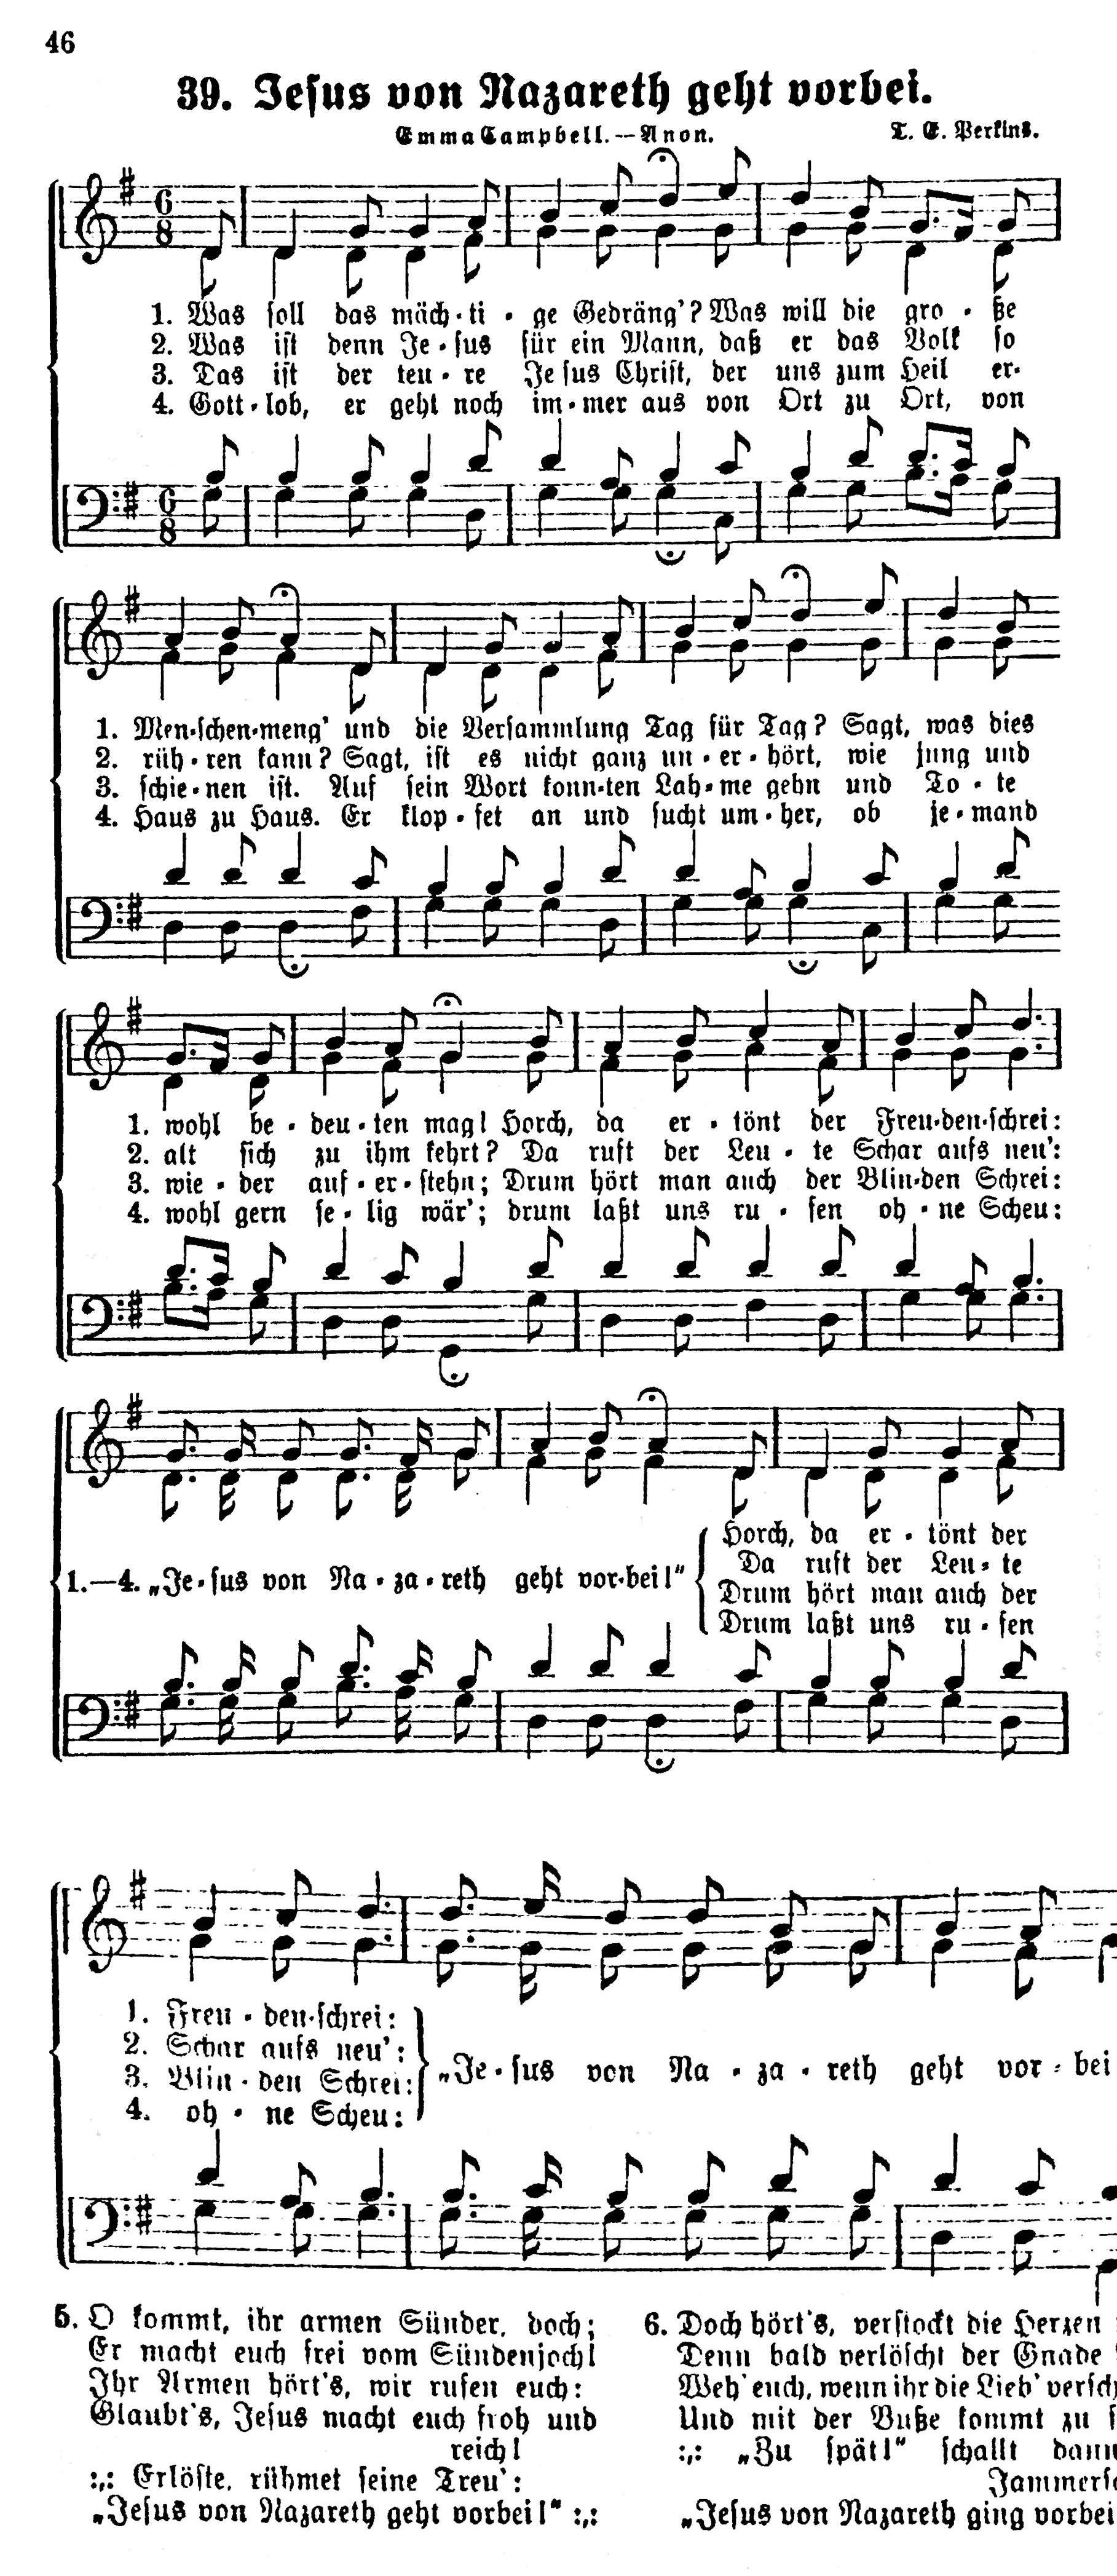 46
39. Jesus von Nazareth geht vorbei.
Emma Campbell.—Anon. T. E. Perkins.
1. Was soll das mäch-ti-ge Gedräng'? Was will die gro-ße
2. Was ist denn Je-sus für ein Mann, daß er das Volk so
3. Das ist der teu-re Jesus Christ, der uns zum Heil er-
4. Gott-lob, er geht noch im-mer aus von Ort zu Ort, von
1. Men-schen-meng' und die Versammlung Tag für Tag? Sagt, was dies
2. rüh-ren kann? Sagt, ist es nicht ganz un-er-hört, wie jung und
3. schie-nen ist. Auf sein Wort konn-ten Lah-me gehn und To-te
4. Haus zu Haus. Er klop-fet an und sucht um-her, ob je-mand
1. wohl be-deu-ten mag! Horch, da er-tönt der Freu-den-schrei:
2. alt sich zu ihm kehrt? Da ruft der Leu-te Schar aufs neu':
3. wie-der auf-er-stehn; Drum hört man auch der Blin-den Schrei:
4. wohl gern se-lig wär'; drum laßt uns ru-fen oh-ne Scheu:
Horch, da er-tönt der
Da ruft der Leu-te
1.—4. „Je-sus von Na-za-reth geht vor-bei!“
Drum hört man auch der
Drum laßt uns ru-fen
1. Freu-den-schrei:
2. Schar aufs neu':
3. Blin-den Schrei:
4. oh-ne Scheu:
„Je-sus von Na-za-reth geht vor-bei
5. O kommt, ihr armen Sünder, doch;
Er macht euch frei vom Sündenjoch!
Ihr Armen hört's, wir rufen euch:
Glaubt's, Jesus macht euch froh und
reich!
:,: Erlöste, rühmet seine Treu':
„Jesus von Nazareth geht vorbei!“ :,:
6. Doch hört's, verstockt die Herzen
Denn bald verlöscht der Gnade
Weh' euch, wenn ihr die Lieb' versch
Und mit der Buße kommt zu s
:,: „Zu spät!“ schallt dann
Jammersc
„Jesus von Nazareth ging vorbei